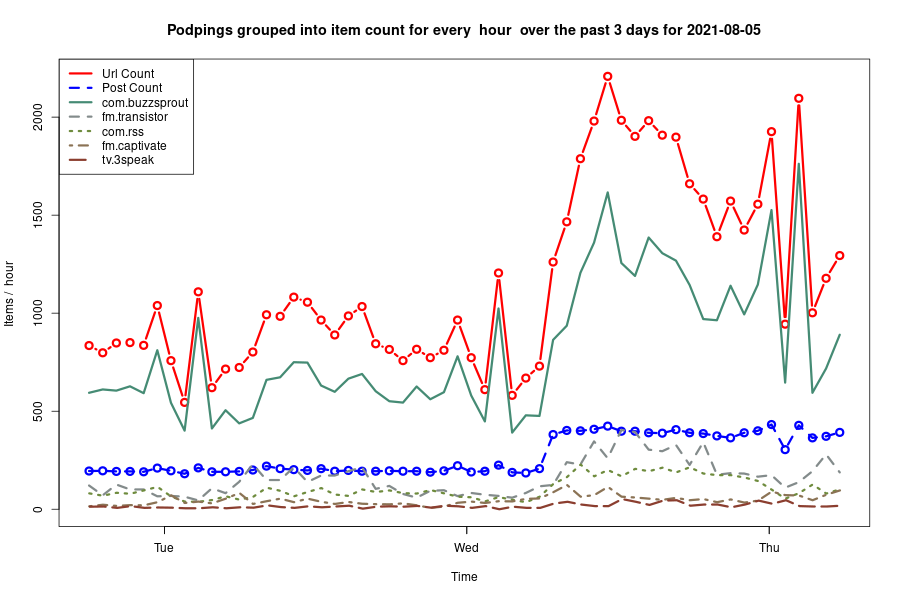 Podpings grouped into item count for every  hour  over the past 3 days for 2021-08-05
Url Count
Post Count
com.buzzsprout
fm.transistor
com.rss
fm.captivate
tv.3speak
2000
1500
1000
500
0
Items /  hour
Tue
Wed
Thu
Time